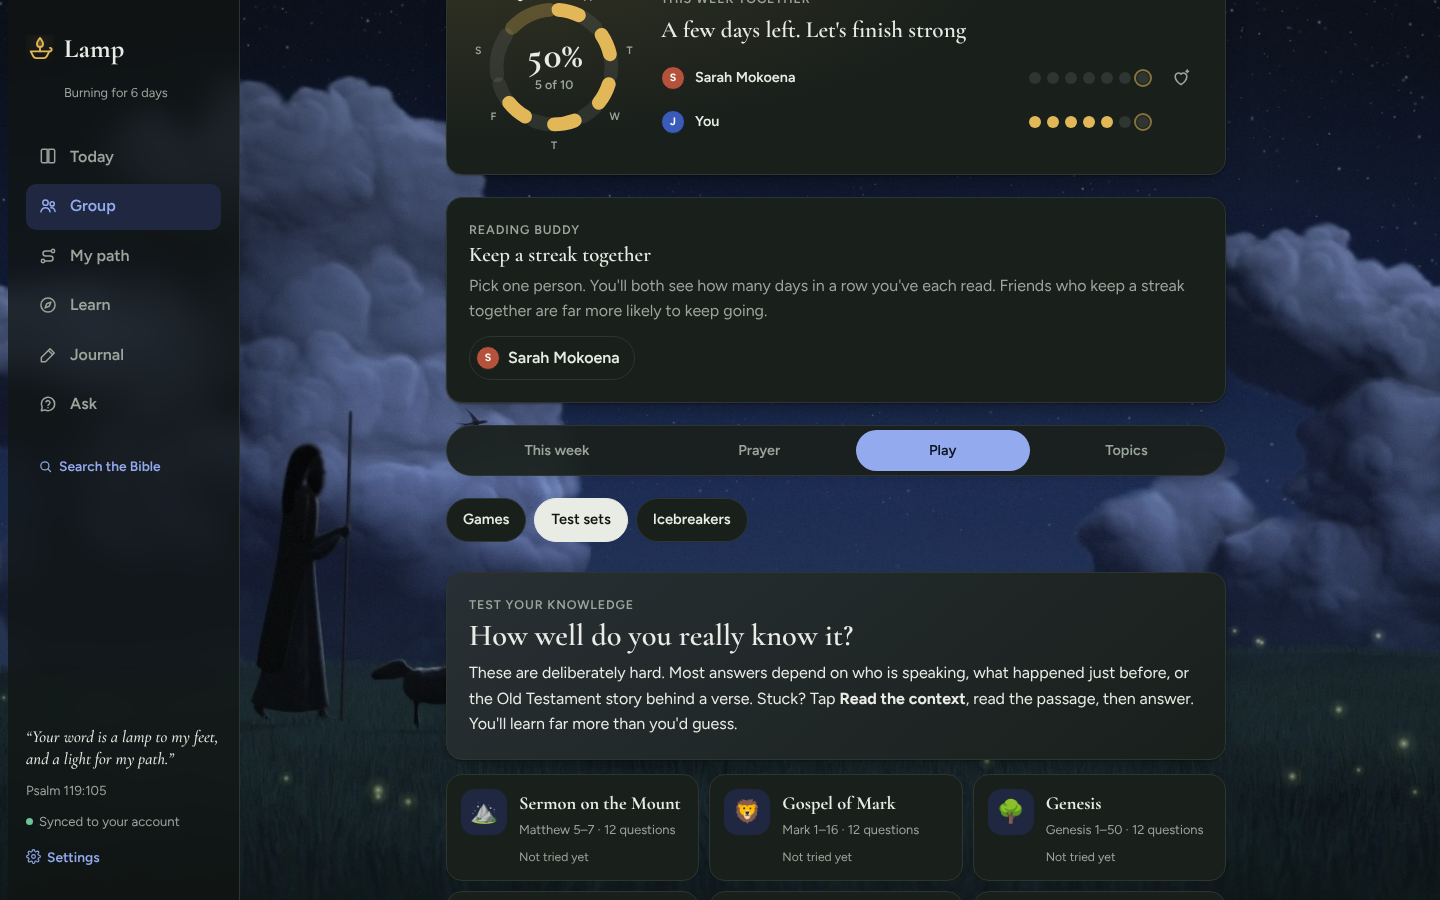 Lamp
Burning for 6 days
Today
Group
My path
Learn
Journal
Ask
Search the Bible
“Your word is a lamp to my feet,
and a light for my path.”
Psalm 119:105
Synced to your account
Settings
THIS WEEK TOGETHER
A few days left. Let's finish strong
50%
5 of 10
S
T
F
W
T
S
Sarah Mokoena
J
You
READING BUDDY
Keep a streak together
Pick one person. You'll both see how many days in a row you've each read. Friends who keep a streak
together are far more likely to keep going.
S
Sarah Mokoena
This week
Prayer
Play
Topics
Games
Test sets
Icebreakers
TEST YOUR KNOWLEDGE
How well do you really know it?
These are deliberately hard. Most answers depend on who is speaking, what happened just before, or
the Old Testament story behind a verse. Stuck? Tap Read the context, read the passage, then answer.
You'll learn far more than you'd guess.
Sermon on the Mount
Matthew 5–7 · 12 questions
Not tried yet
Gospel of Mark
Mark 1–16 · 12 questions
Not tried yet
Genesis
Genesis 1–50 · 12 questions
Not tried yet